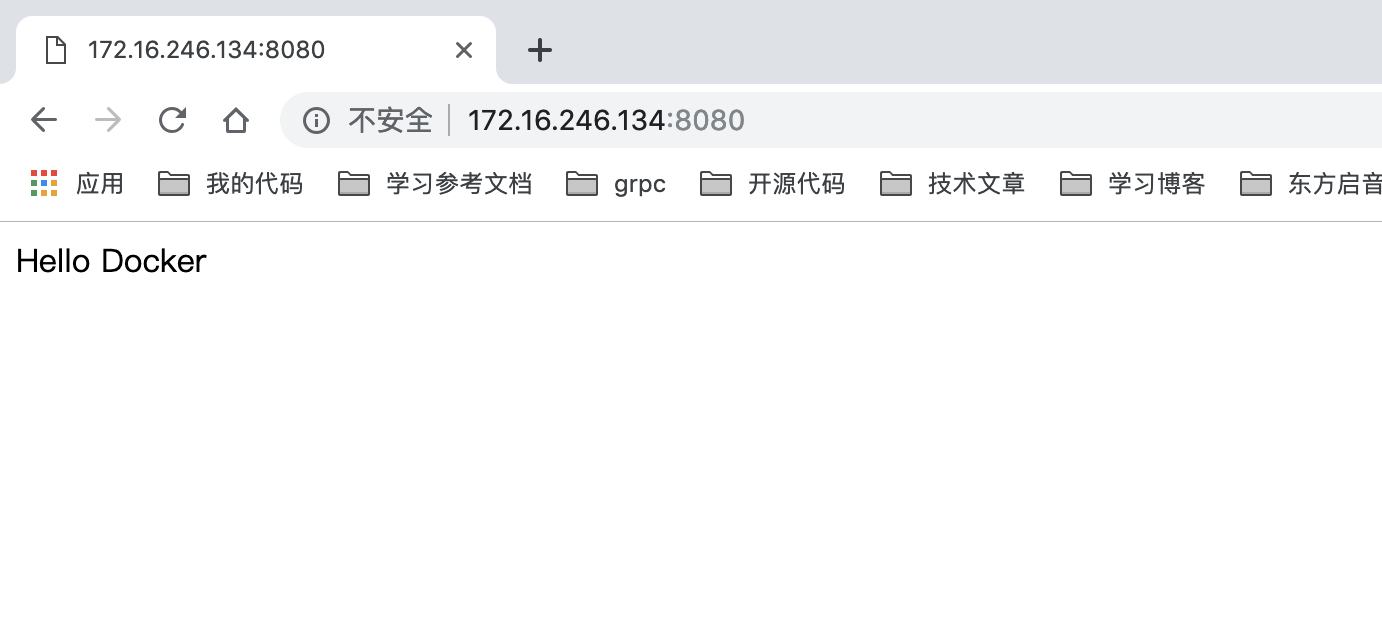 172.16.246.134:8080
不安全 172.16.246.134:8080
应用 我的代码 学习参考文档 grpc 开源代码 技术文章 学习博客 东方启音
Hello Docker